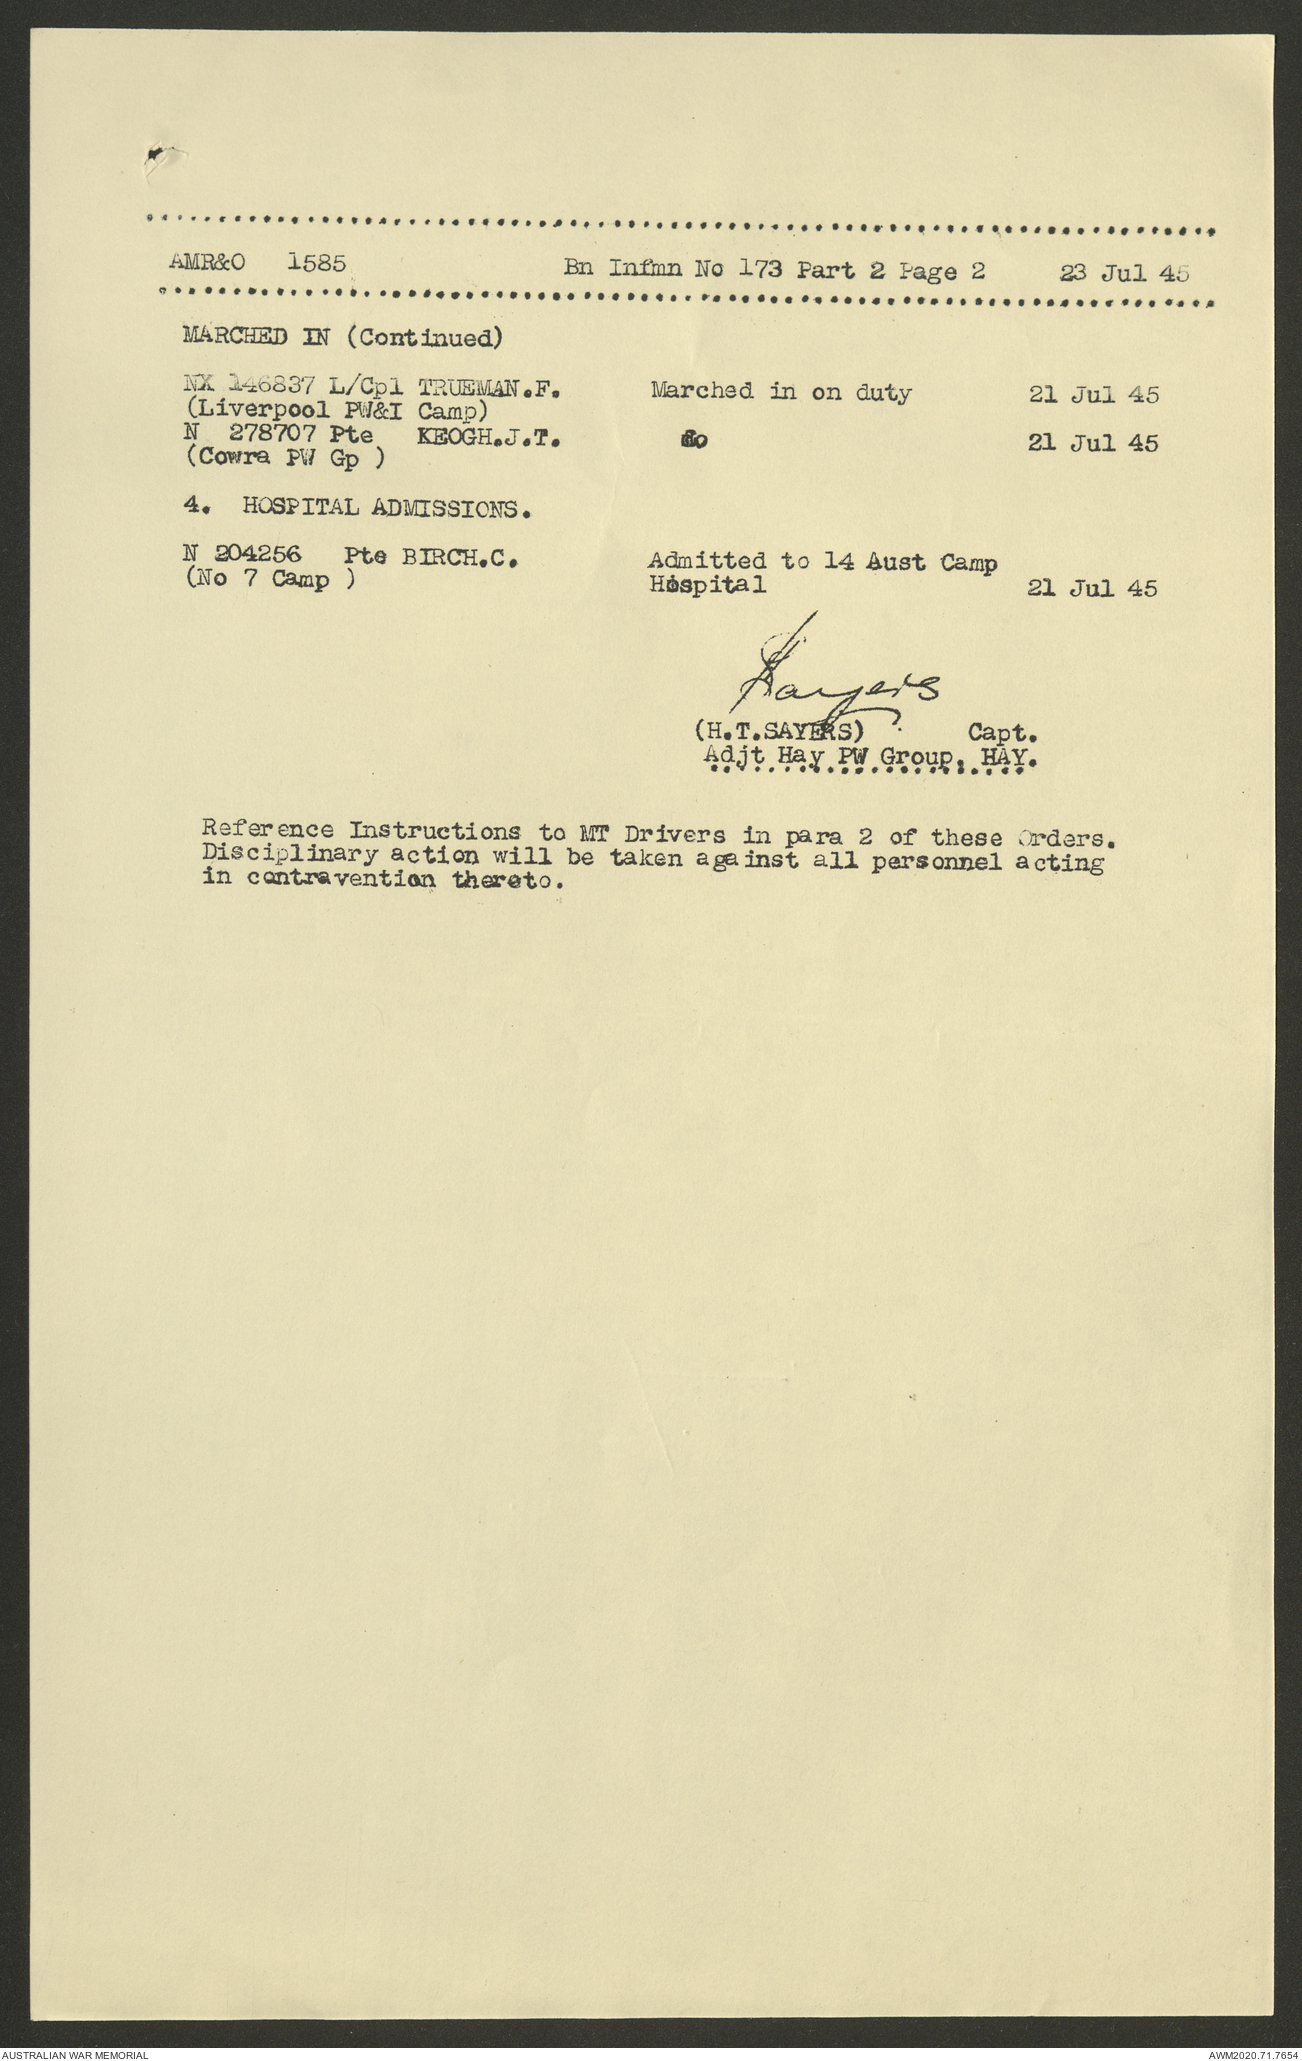 AMR&O 1585 Bn Infmn No 173 Part 2 Page 2 23 Jul 45
MARCHED IN (Continued)
NX 146837 L/Cpl TRUEMAN.F. Marched in on duty 21 Jul 45
(Liverpool PW&I Camp)
N 278707 Pte KEOGH.J.T. do 21 Jul 45
(Cowra PW Gp )
4. HOSPITAL ADMISSIONS.
N 204256 Pte BIRCH.C. Admitted to 14 Aust Camp
(No 7 Camp ) Hospital 21 Jul 45
HSayers
(H.T.SAYERS) Capt.
Adjt Hay PW Group, HAY.
Reference Instructions to MT Drivers in para 2 of these Orders.
Disciplinary action will be taken against all personnel acting
in contravention thereto.
AUSTRALIAN WAR MEMORIAL AWM2020.71.7654